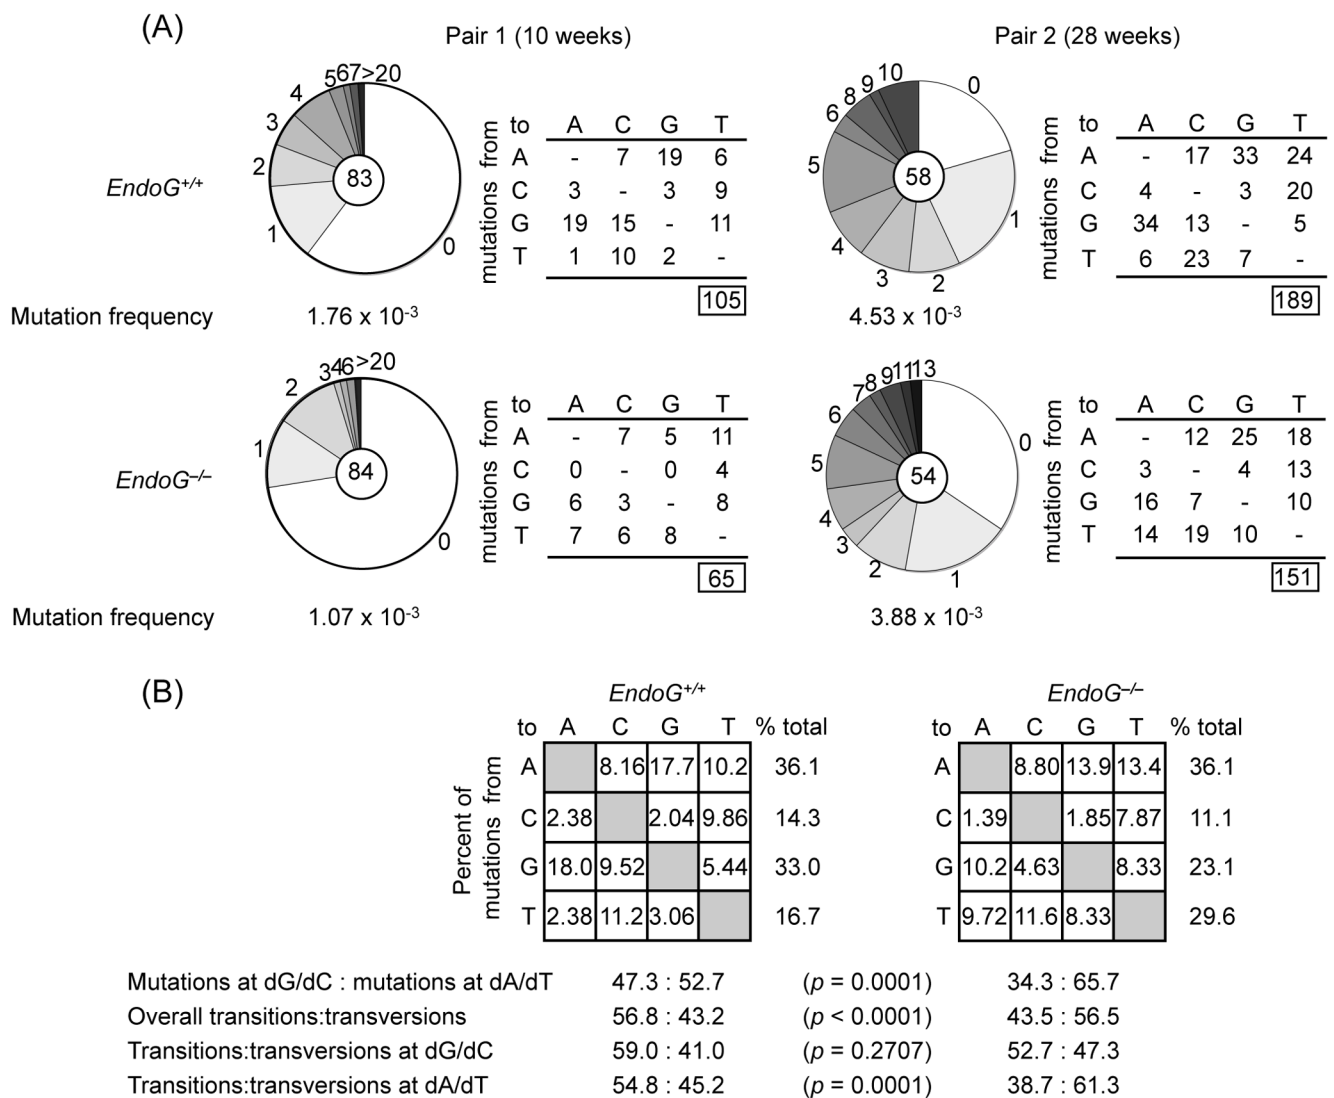 (A)
Pair 1 (10 weeks)
Pair 2 (28 weeks)
EndoG+/+
0
1
2
3
4
5
6
7
>20
83
mutations from
to A C G T
A - 7 19 6
C 3 - 3 9
G 19 15 - 11
T 1 10 2 -
105
0
1
2
3
4
5
6
8
9
10
58
mutations from
to A C G T
A - 17 33 24
C 4 - 3 20
G 34 13 - 5
T 6 23 7 -
189
Mutation frequency 1.76 x 10-3 4.53 x 10-3
EndoG–/–
0
1
2
3
4
6
>20
84
mutations from
to A C G T
A - 7 5 11
C 0 - 0 4
G 6 3 - 8
T 7 6 8 -
65
0
1
2
3
4
5
6
7
8
9
11
13
54
mutations from
to A C G T
A - 12 25 18
C 3 - 4 13
G 16 7 - 10
T 14 19 10 -
151
Mutation frequency 1.07 x 10-3 3.88 x 10-3
(B)
EndoG+/+
Percent of
mutations from
to A C G T % total
A 8.16 17.7 10.2 36.1
C 2.38 2.04 9.86 14.3
G 18.0 9.52 5.44 33.0
T 2.38 11.2 3.06 16.7
EndoG–/–
to A C G T % total
A 8.80 13.9 13.4 36.1
C 1.39 1.85 7.87 11.1
G 10.2 4.63 8.33 23.1
T 9.72 11.6 8.33 29.6
Mutations at dG/dC : mutations at dA/dT 47.3 : 52.7 (p = 0.0001) 34.3 : 65.7
Overall transitions:transversions 56.8 : 43.2 (p < 0.0001) 43.5 : 56.5
Transitions:transversions at dG/dC 59.0 : 41.0 (p = 0.2707) 52.7 : 47.3
Transitions:transversions at dA/dT 54.8 : 45.2 (p = 0.0001) 38.7 : 61.3